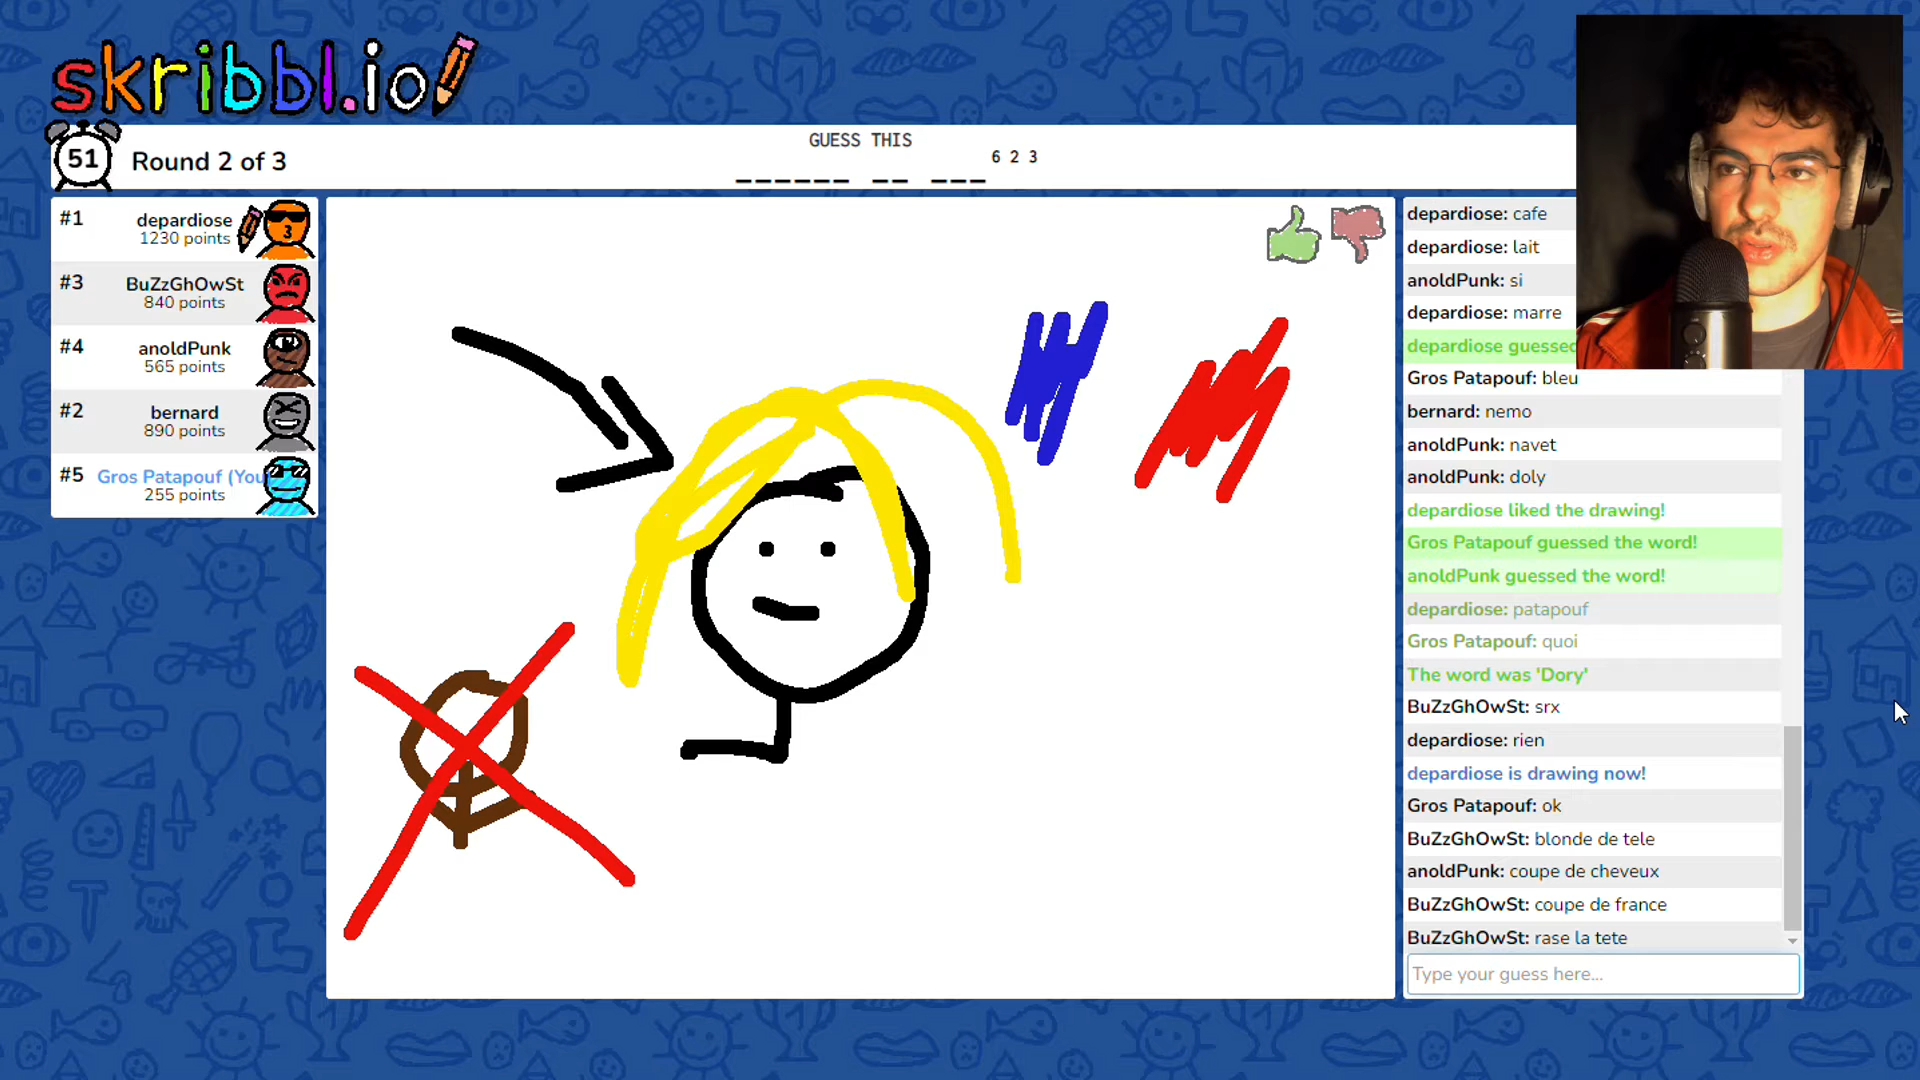 skribbl.io
51
Round 2 of 3
GUESS THIS
______ __ ___ 6 2 3
#1
depardiose
1230 points
#3
BuZzGhOwSt
840 points
#4
anoldPunk
565 points
#2
bernard
890 points
#5
Gros Patapouf (You
255 points
depardiose: cafe
depardiose: lait
anoldPunk: si
depardiose: marre
depardiose guessed
Gros Patapouf: bleu
bernard: nemo
anoldPunk: navet
anoldPunk: doly
depardiose liked the drawing!
Gros Patapouf guessed the word!
anoldPunk guessed the word!
depardiose: patapouf
Gros Patapouf: quoi
The word was 'Dory'
BuZzGhOwSt: srx
depardiose: rien
depardiose is drawing now!
Gros Patapouf: ok
BuZzGhOwSt: blonde de tele
anoldPunk: coupe de cheveux
BuZzGhOwSt: coupe de france
BuZzGhOwSt: rase la tete
Type your guess here...